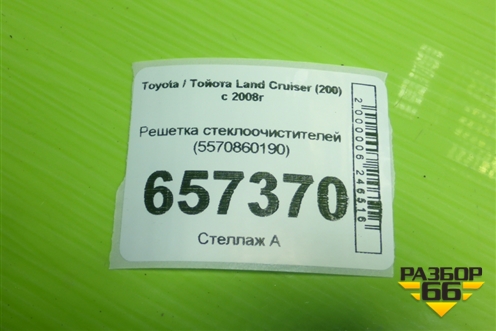 Toyota / Тойота Land Cruiser (200)
с 2008г
Решетка стеклоочистителей
(5570860190)
657370
Стеллаж А
2000006246516
РАЗБОР
66